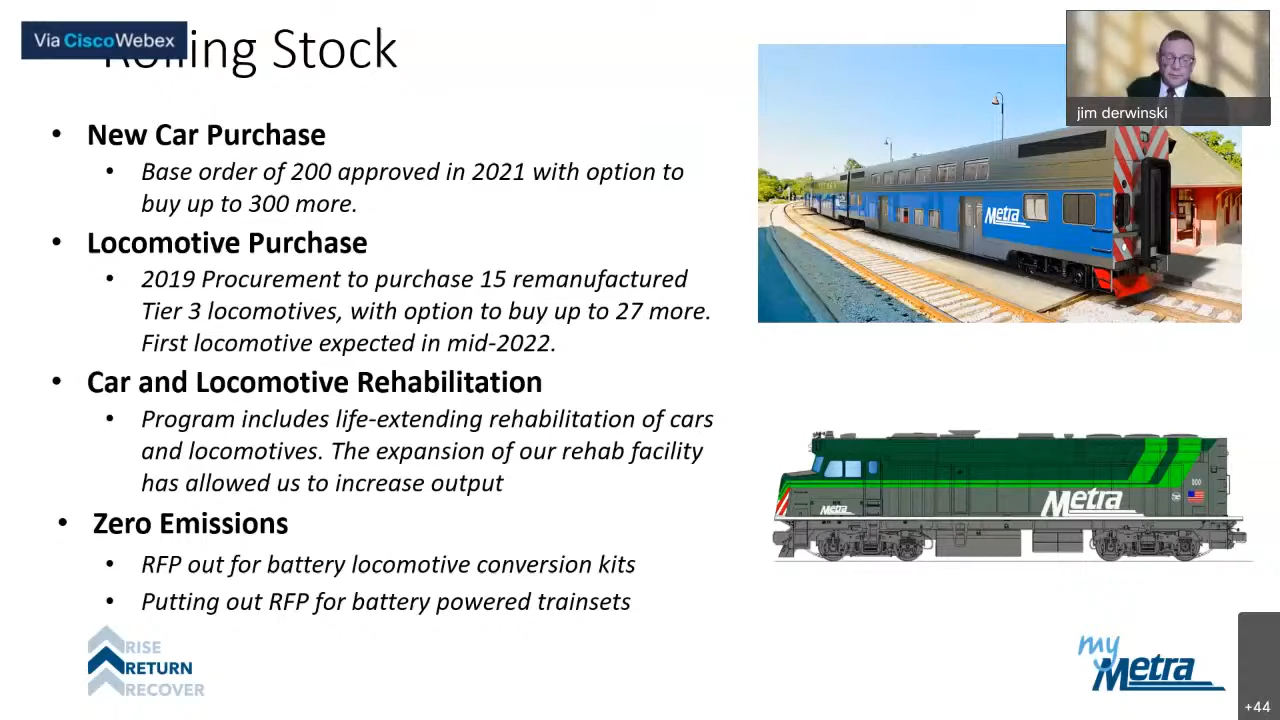 Via CiscoWebex
Rolling Stock
jim derwinski
• New Car Purchase
• Base order of 200 approved in 2021 with option to
buy up to 300 more.
• Locomotive Purchase
• 2019 Procurement to purchase 15 remanufactured
Tier 3 locomotives, with option to buy up to 27 more.
First locomotive expected in mid-2022.
• Car and Locomotive Rehabilitation
• Program includes life-extending rehabilitation of cars
and locomotives. The expansion of our rehab facility
has allowed us to increase output
• Zero Emissions
• RFP out for battery locomotive conversion kits
• Putting out RFP for battery powered trainsets
Metra
Metra
Metra
RISE
RETURN
RECOVER
my
Metra
+44